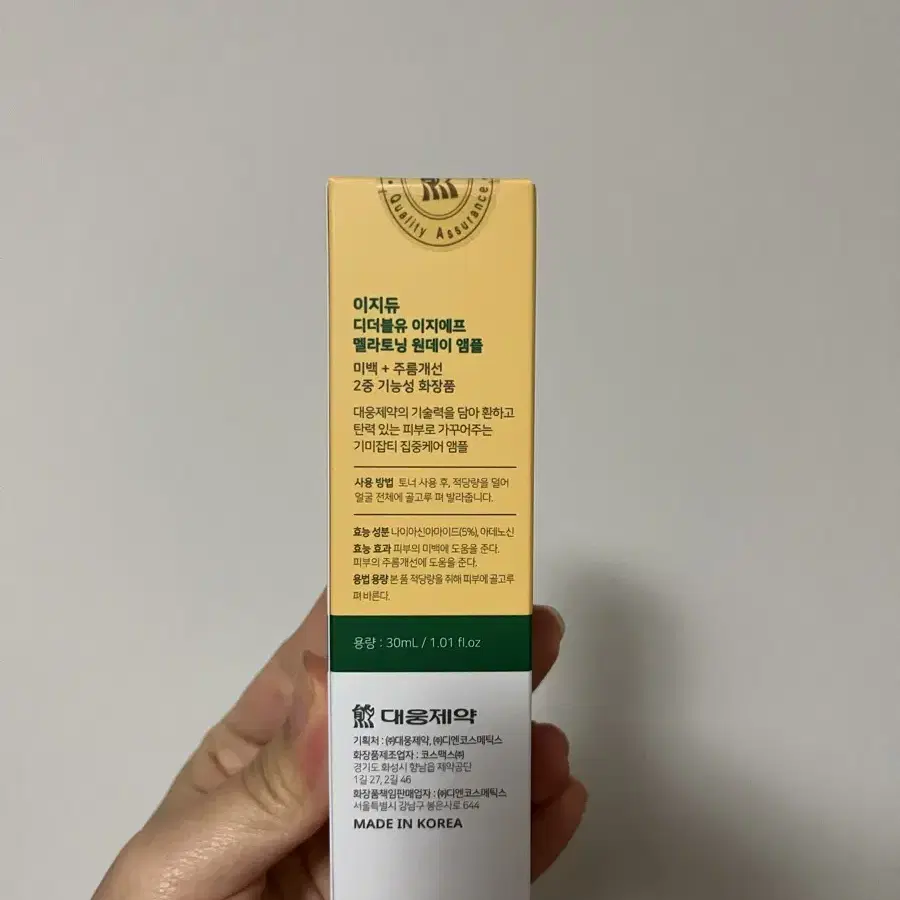 Quality Assurance
이지듀
디더블유 이지에프
멜라토닝 원데이 앰플
미백 + 주름개선
2중 기능성 화장품
대웅제약의 기술력을 담아 환하고
탄력 있는 피부로 가꾸어주는
기미잡티 집중케어 앰플
사용 방법 토너 사용 후, 적당량을 덜어
얼굴 전체에 골고루 펴 발라줍니다.
효능 성분 나이아신아마이드(5%), 아데노신
효능 효과 피부의 미백에 도움을 준다.
피부의 주름개선에 도움을 준다.
용법 용량 본 품 적당량을 취해 피부에 골고루
펴 바른다.
용량 : 30mL / 1.01 fl.oz
대웅제약
기획처 : ㈜대웅제약, ㈜디엔코스메틱스
화장품제조업자 : 코스맥스㈜
경기도 화성시 향남읍 제약공단
1길 27, 2길 46
화장품책임판매업자 : ㈜디엔코스메틱스
서울특별시 강남구 봉은사로 644
MADE IN KOREA